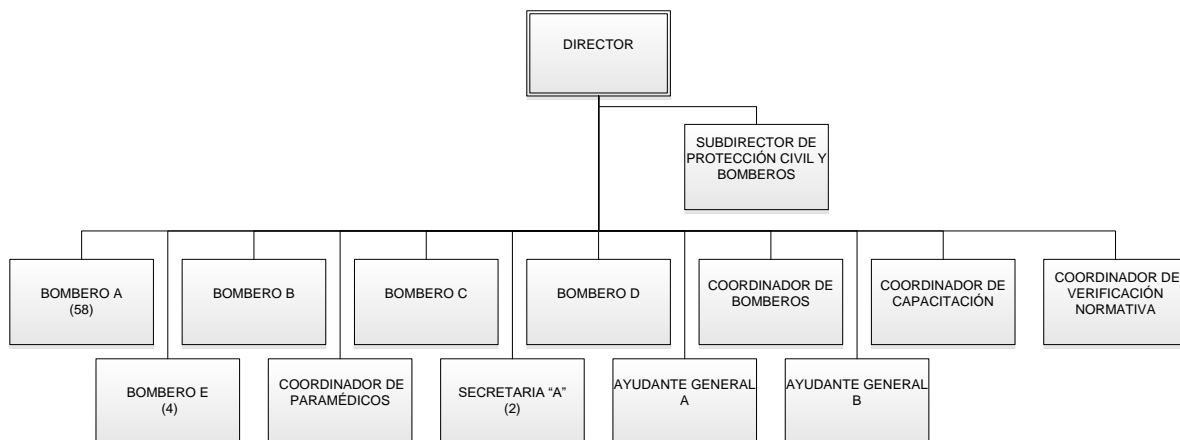 DIRECTOR
SUBDIRECTOR DE
PROTECCIÓN CIVIL Y
BOMBEROS
BOMBERO A
(58)
BOMBERO B
BOMBERO C
BOMBERO D
COORDINADOR DE
BOMBEROS
COORDINADOR DE
CAPACITACIÓN
COORDINADOR DE
VERIFICACIÓN
NORMATIVA
BOMBERO E
(4)
COORDINADOR DE
PARAMÉDICOS
SECRETARIA “A”
(2)
AYUDANTE GENERAL
A
AYUDANTE GENERAL
B